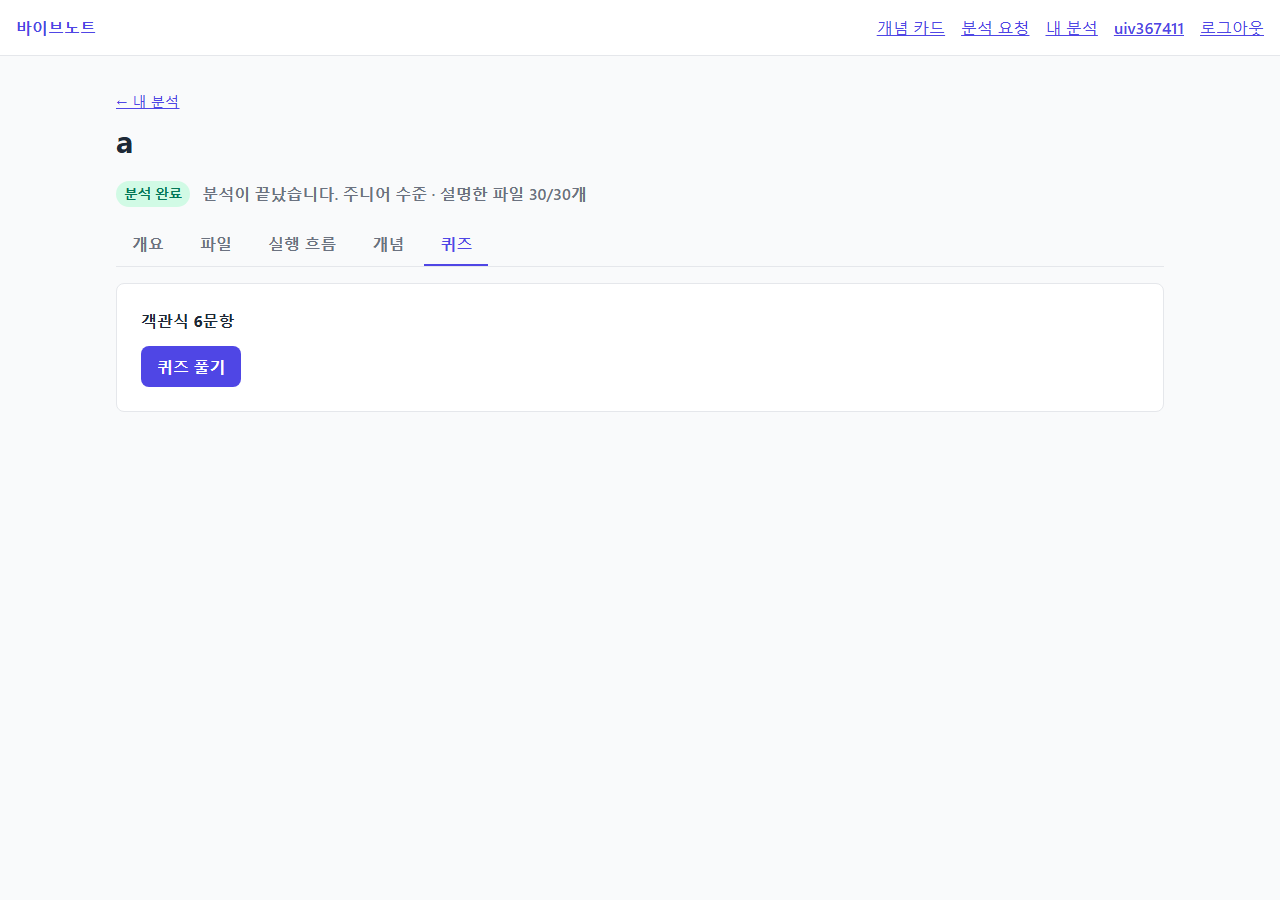 바이브노트
개념 카드 분석 요청 내 분석 uiv367411 로그아웃
← 내 분석
a
분석 완료 분석이 끝났습니다. 주니어 수준 · 설명한 파일 30/30개
개요 파일 실행 흐름 개념 퀴즈
객관식 6문항
퀴즈 풀기